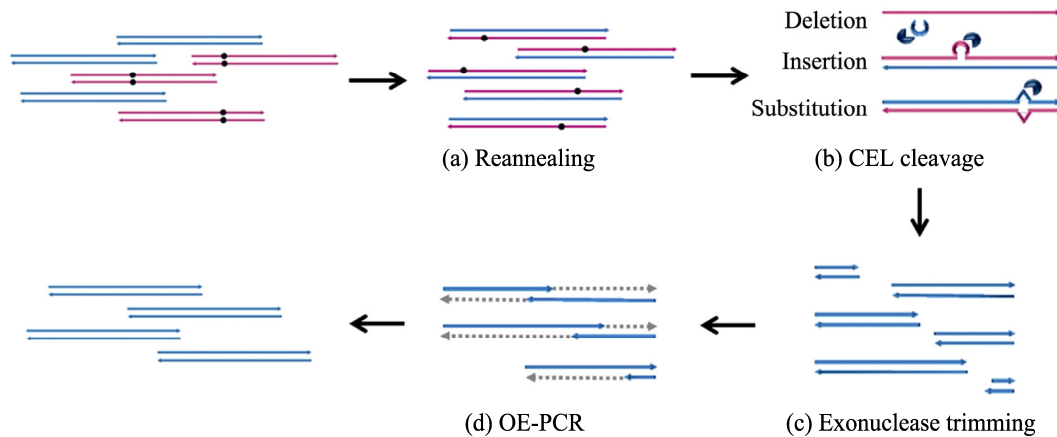 Deletion
Insertion
Substitution
(a) Reannealing
(b) CEL cleavage
(d) OE-PCR
(c) Exonuclease trimming